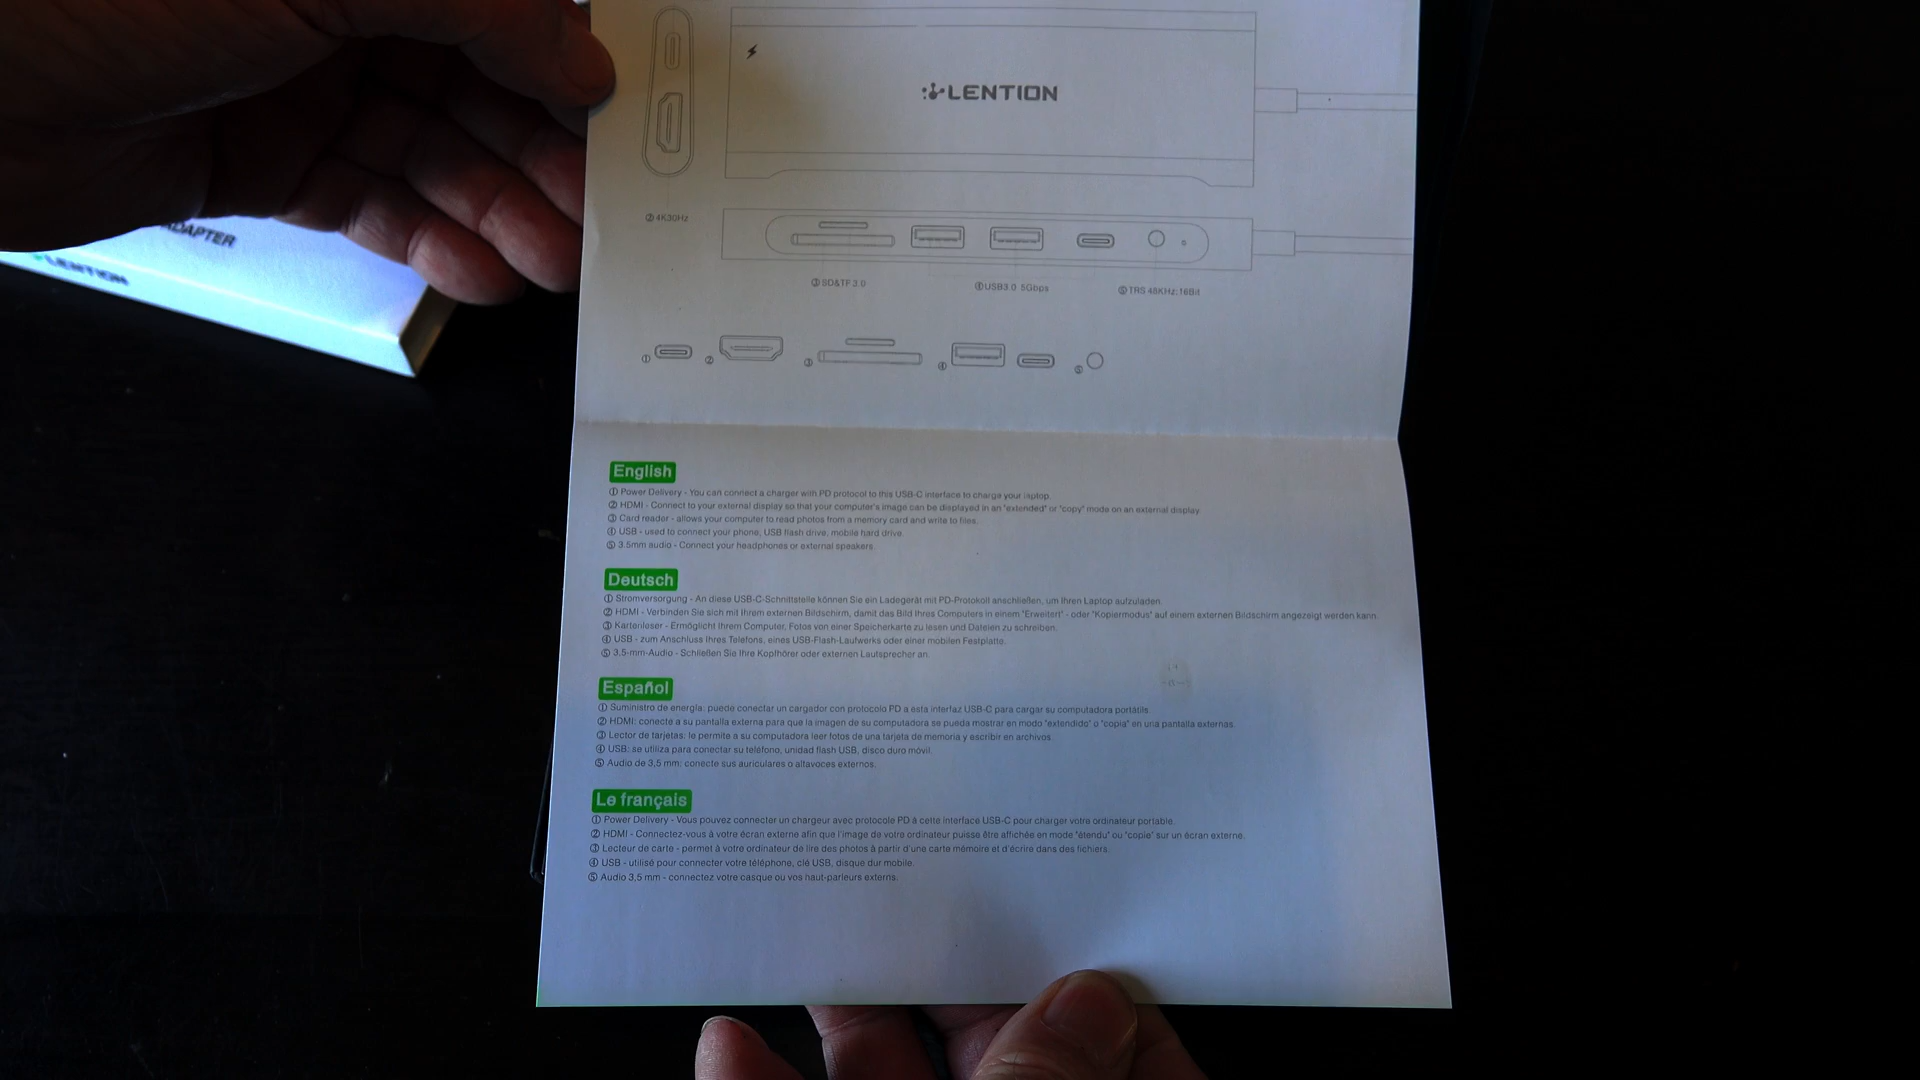 LENTION
② 4K30Hz
③ SD&TF 3.0
④ USB3.0 5Gbps
⑤ TRS 48KHz; 16Bit
① ② ③ ④ ⑤
ADAPTER
LENTION
English
① Power Delivery - You can connect a charger with PD protocol to this USB-C interface to charge your laptop.
② HDMI - Connect to your external display so that your computer's image can be displayed in an "extended" or "copy" mode on an external display
③ Card reader - allows your computer to read photos from a memory card and write to files.
④ USB - used to connect your phone, USB flash drive, mobile hard drive.
⑤ 3.5mm audio - Connect your headphones or external speakers.
Deutsch
① Stromversorgung - An diese USB-C-Schnittstelle können Sie ein Ladegerät mit PD-Protokoll anschließen, um Ihren Laptop aufzuladen.
② HDMI - Verbinden Sie sich mit Ihrem externen Bildschirm, damit das Bild Ihres Computers in einem "Erweitert" - oder "Kopiermodus" auf einem externen Bildschirm angezeigt werden kann.
③ Kartenleser - Ermöglicht Ihrem Computer, Fotos von einer Speicherkarte zu lesen und Dateien zu schreiben.
④ USB - zum Anschluss Ihres Telefons, eines USB-Flash-Laufwerks oder einer mobilen Festplatte.
⑤ 3,5-mm-Audio - Schließen Sie Ihre Kopfhörer oder externen Lautsprecher an.
Español
① Suministro de energía: puede conectar un cargador con protocolo PD a esta interfaz USB-C para cargar su computadora portátils.
② HDMI: conecte a su pantalla externa para que la imagen de su computadora se pueda mostrar en modo "extendido" o "copia" en una pantalla externas.
③ Lector de tarjetas: le permite a su computadora leer fotos de una tarjeta de memoria y escribir en archivos.
④ USB: se utiliza para conectar su teléfono, unidad flash USB, disco duro móvil.
⑤ Audio de 3,5 mm: conecte sus auriculares o altavoces externos.
Le français
① Power Delivery - Vous pouvez connecter un chargeur avec protocole PD à cette interface USB-C pour charger votre ordinateur portable.
② HDMI - Connectez-vous à votre écran externe afin que l'image de votre ordinateur puisse être affichée en mode "étendu" ou "copie" sur un écran externe.
③ Lecteur de carte - permet à votre ordinateur de lire des photos à partir d'une carte mémoire et d'écrire dans des fichiers.
④ USB - utilisé pour connecter votre téléphone, clé USB, disque dur mobile.
⑤ Audio 3,5 mm - connectez votre casque ou vos haut-parleurs externs.